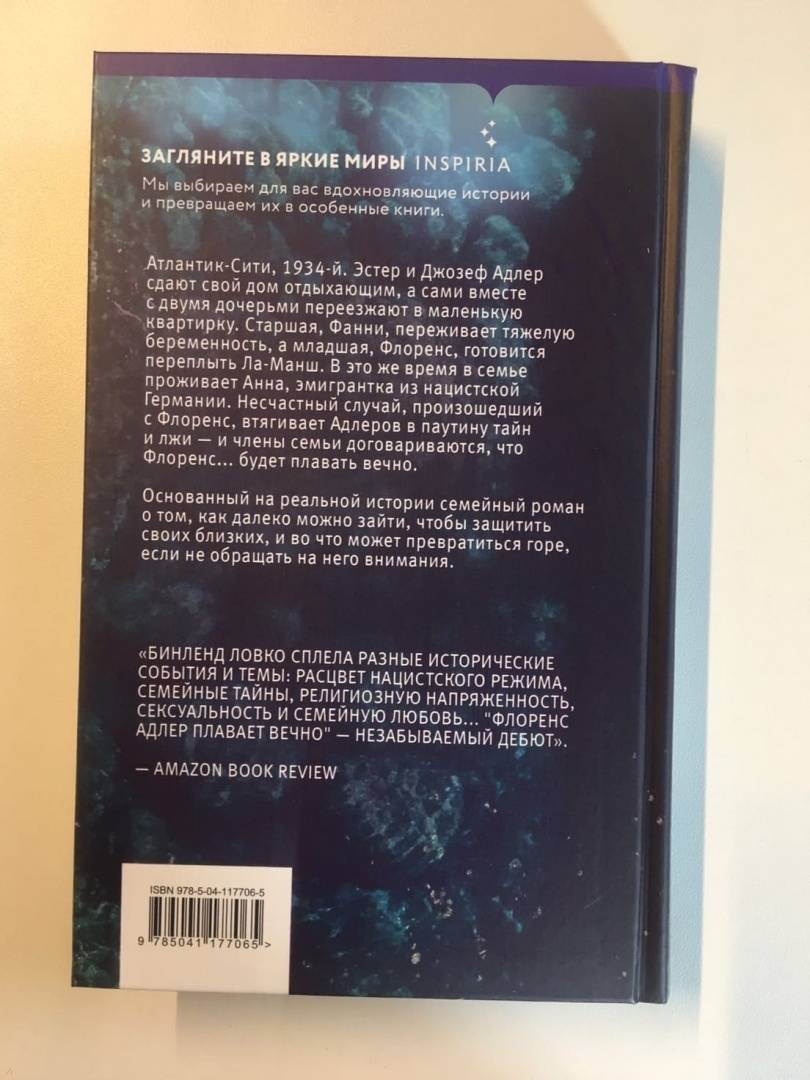 ЗАГЛЯНИТЕ В ЯРКИЕ МИРЫ INSPIRIA
Мы выбираем для вас вдохновляющие истории
и превращаем их в особенные книги.
Атлантик-Сити, 1934-й. Эстер и Джозеф Адлер
сдают свой дом отдыхающим, а сами вместе
с двумя дочерьми переезжают в маленькую
квартирку. Старшая, Фанни, переживает тяжелую
беременность, а младшая, Флоренс, готовится
переплыть Ла-Манш. В это же время в семье
проживает Анна, эмигрантка из нацистской
Германии. Несчастный случай, произошедший
с Флоренс, втягивает Адлеров в паутину тайн
и лжи — и члены семьи договариваются, что
Флоренс... будет плавать вечно.
Основанный на реальной истории семейный роман
о том, как далеко можно зайти, чтобы защитить
своих близких, и во что может превратиться горе,
если не обращать на него внимания.
«БИНЛЕНД ЛОВКО СПЛЕЛА РАЗНЫЕ ИСТОРИЧЕСКИЕ
СОБЫТИЯ И ТЕМЫ: РАСЦВЕТ НАЦИСТСКОГО РЕЖИМА,
СЕМЕЙНЫЕ ТАЙНЫ, РЕЛИГИОЗНУЮ НАПРЯЖЕННОСТЬ,
СЕКСУАЛЬНОСТЬ И СЕМЕЙНУЮ ЛЮБОВЬ... "ФЛОРЕНС
АДЛЕР ПЛАВАЕТ ВЕЧНО" — НЕЗАБЫВАЕМЫЙ ДЕБЮТ».
— AMAZON BOOK REVIEW
ISBN 978-5-04-117706-5
9 785041 177065>